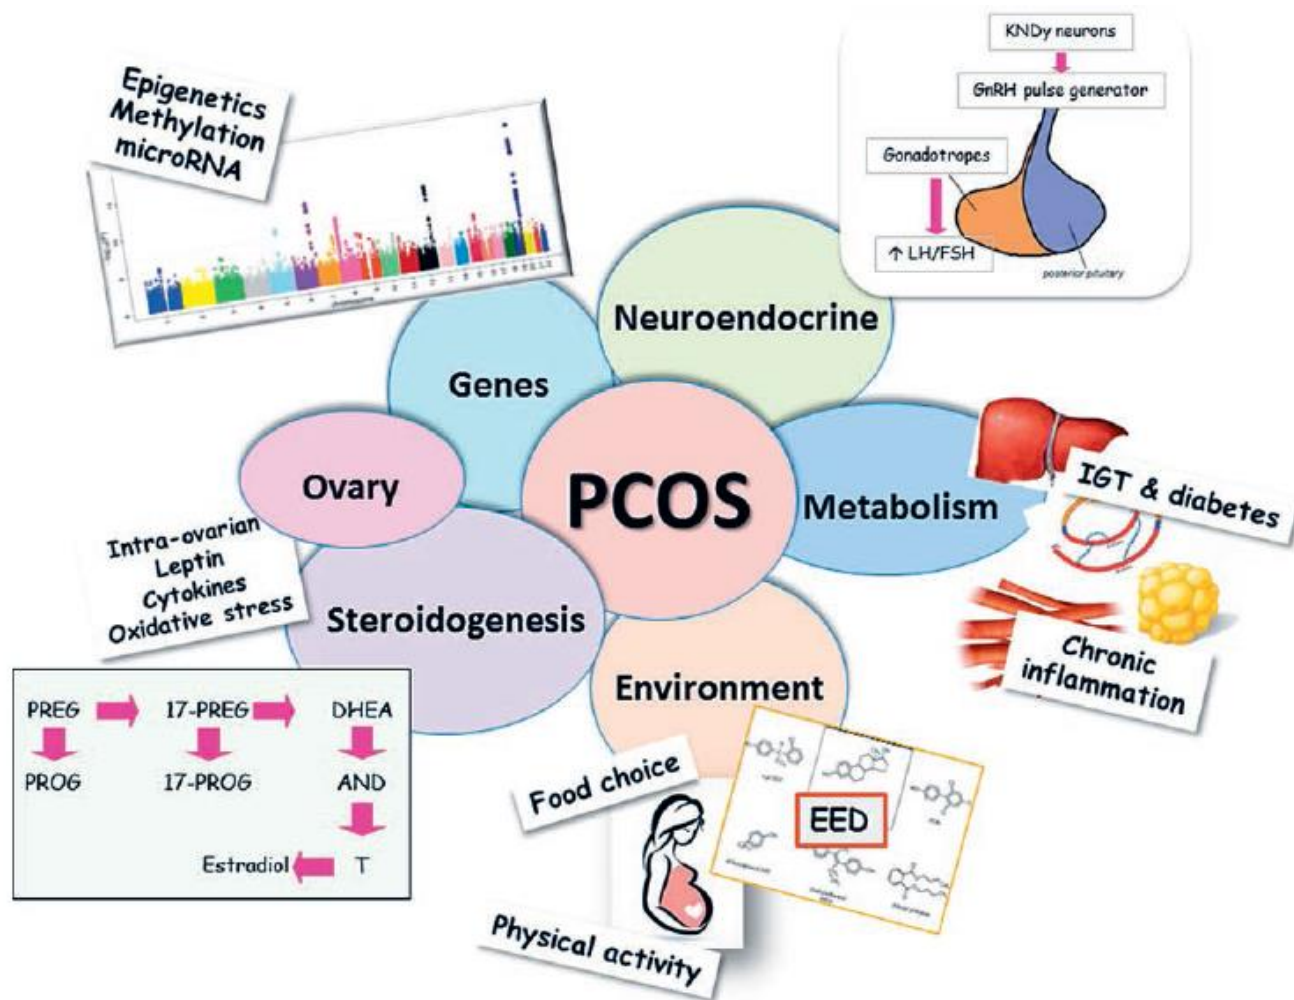 Epigenetics
Methylation
microRNA
KNDy neurons
GnRH pulse generator
Gonadotropes
↑ LH/FSH
posterior pituitary
Neuroendocrine
Genes
Ovary
PCOS
Metabolism
IGT & diabetes
Chronic
inflammation
Intra-ovarian
Leptin
Cytokines
Oxidative stress
Steroidogenesis
Environment
PREG 17-PREG DHEA
PROG 17-PROG AND
Estradiol T
Food choice
EED
Physical activity